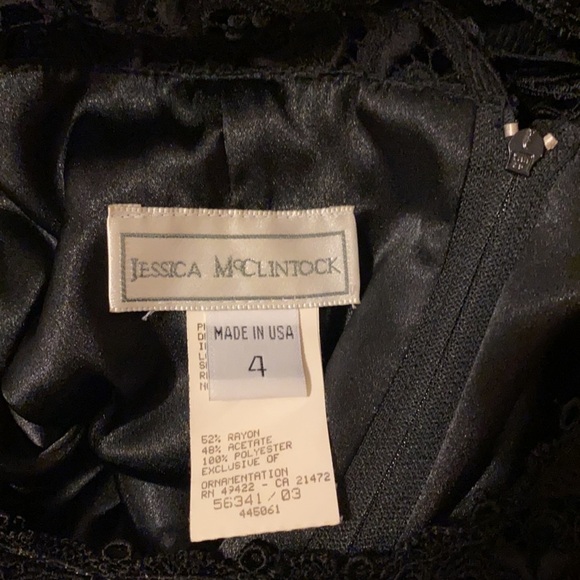 JESSICA McCLINTOCK
MADE IN USA
4
52% RAYON
48% ACETATE
100% POLYESTER
EXCLUSIVE OF
ORNAMENTATION
RN 49422 - CA 21472
56341 / 03
445061